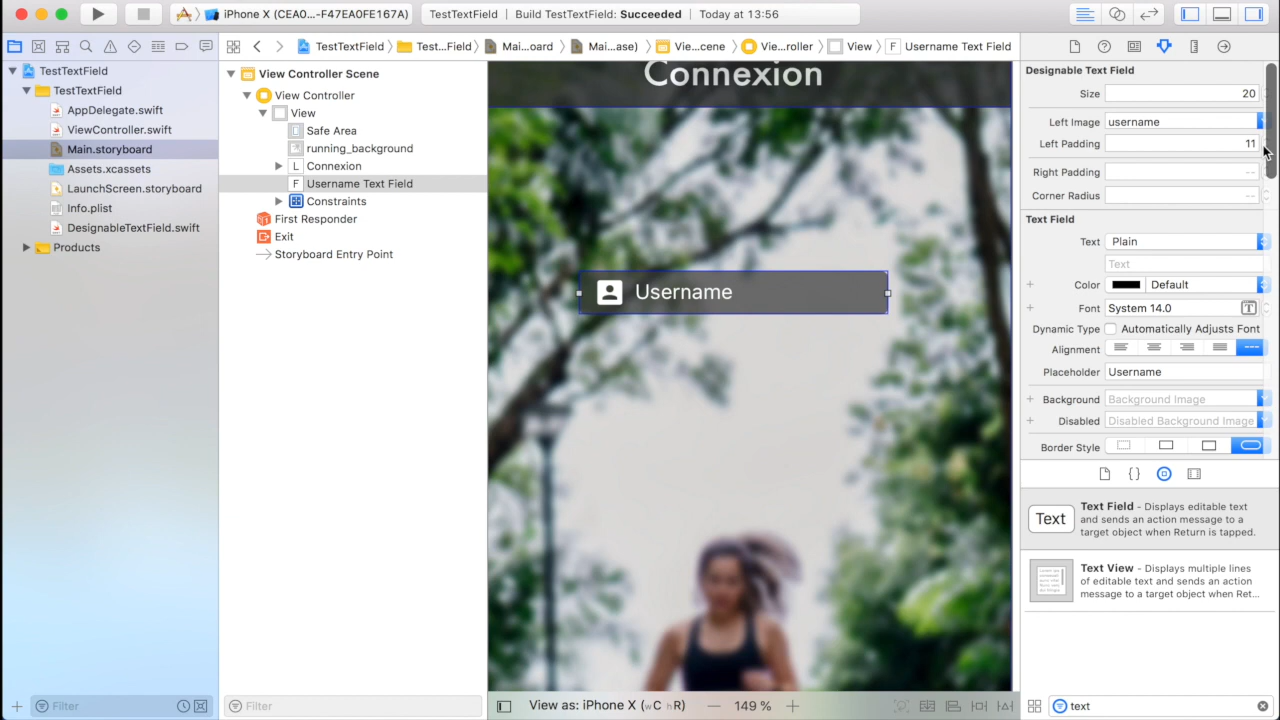 iPhone X (CEA0...-F47EA0FE167A)
TestTextField | Build TestTextField: Succeeded | Today at 13:56
TestTextField
Test...Field
Mai...oard
Mai...ase)
Vie...cene
Vie...roller
View
F Username Text Field
TestTextField
TestTextField
AppDelegate.swift
ViewController.swift
Main.storyboard
Assets.xcassets
LaunchScreen.storyboard
Info.plist
DesignableTextField.swift
Products
Filter
View Controller Scene
View Controller
View
Safe Area
running_background
L Connexion
F Username Text Field
Constraints
First Responder
Exit
Storyboard Entry Point
Filter
Connexion
Username
View as: iPhone X (wC hR)
149 %
Designable Text Field
Size 20
Left Image username
Left Padding 11
Right Padding --
Corner Radius --
Text Field
Text Plain
Text
Color Default
Font System 14.0 T
Dynamic Type Automatically Adjusts Font
Alignment
Placeholder Username
Background Background Image
Disabled Disabled Background Image
Border Style
{ }
Text
Text Field - Displays editable text
and sends an action message to a
target object when Return is tapped.
Text View - Displays multiple lines
of editable text and sends an action
message to a target object when Ret...
text